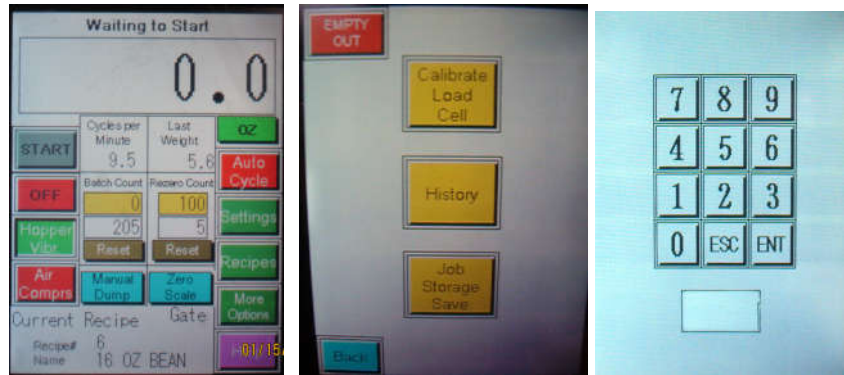 Waiting to Start
0.0
Cycles per Minute
9.5
Last Weight
5.6
OZ
START
Auto Cycle
OFF
Batch Count
0
205
Reset
Rezero Count
100
5
Reset
Settings
Hopper Vibr
Recipes
Air Comprs
Manual Dump
Zero Scale
More Options
Current Recipe
Gate
Recipe# 6
Name 16 OZ BEAN
01/15
EMPTY OUT
Calibrate Load Cell
History
Job Storage Save
Back
7 8 9
4 5 6
1 2 3
0 ESC ENT